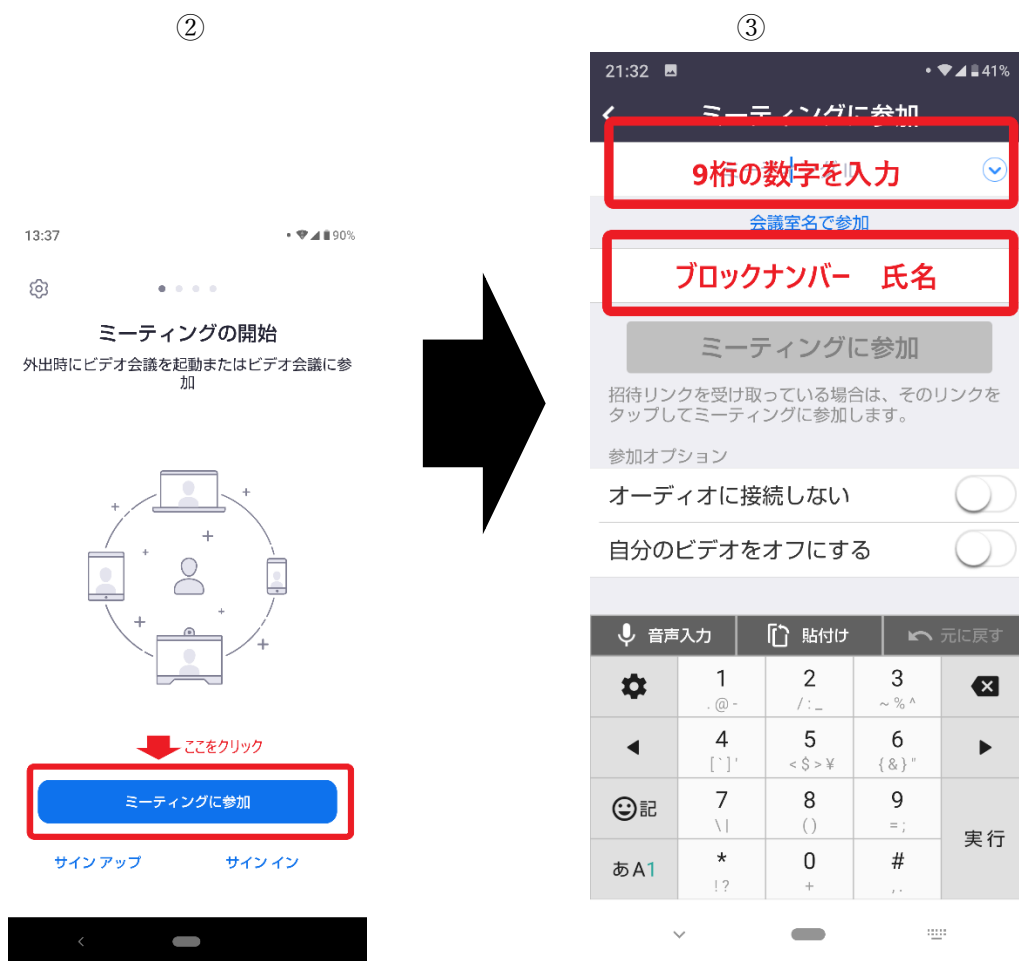 ②
13:37
90%
ミーティングの開始
外出時にビデオ会議を起動またはビデオ会議に参
加
ここをクリック
ミーティングに参加
サイン アップ
サイン イン
③
21:32
41%
ミーティングに参加
9桁の数字を入力
会議室名で参加
ブロックナンバー 氏名
ミーティングに参加
招待リンクを受け取っている場合は、そのリンクを
タップしてミーティングに参加します。
参加オプション
オーディオに接続しない
自分のビデオをオフにする
音声入力 貼付け 元に戻す
1 2 3
. @ - / : _ ~ % ^
4 5 6
[ ` ] ' < $ > ¥ { & } "
記 7 8 9
\ | ( ) = ;
実行
あA1 * 0 #
! ? + , .